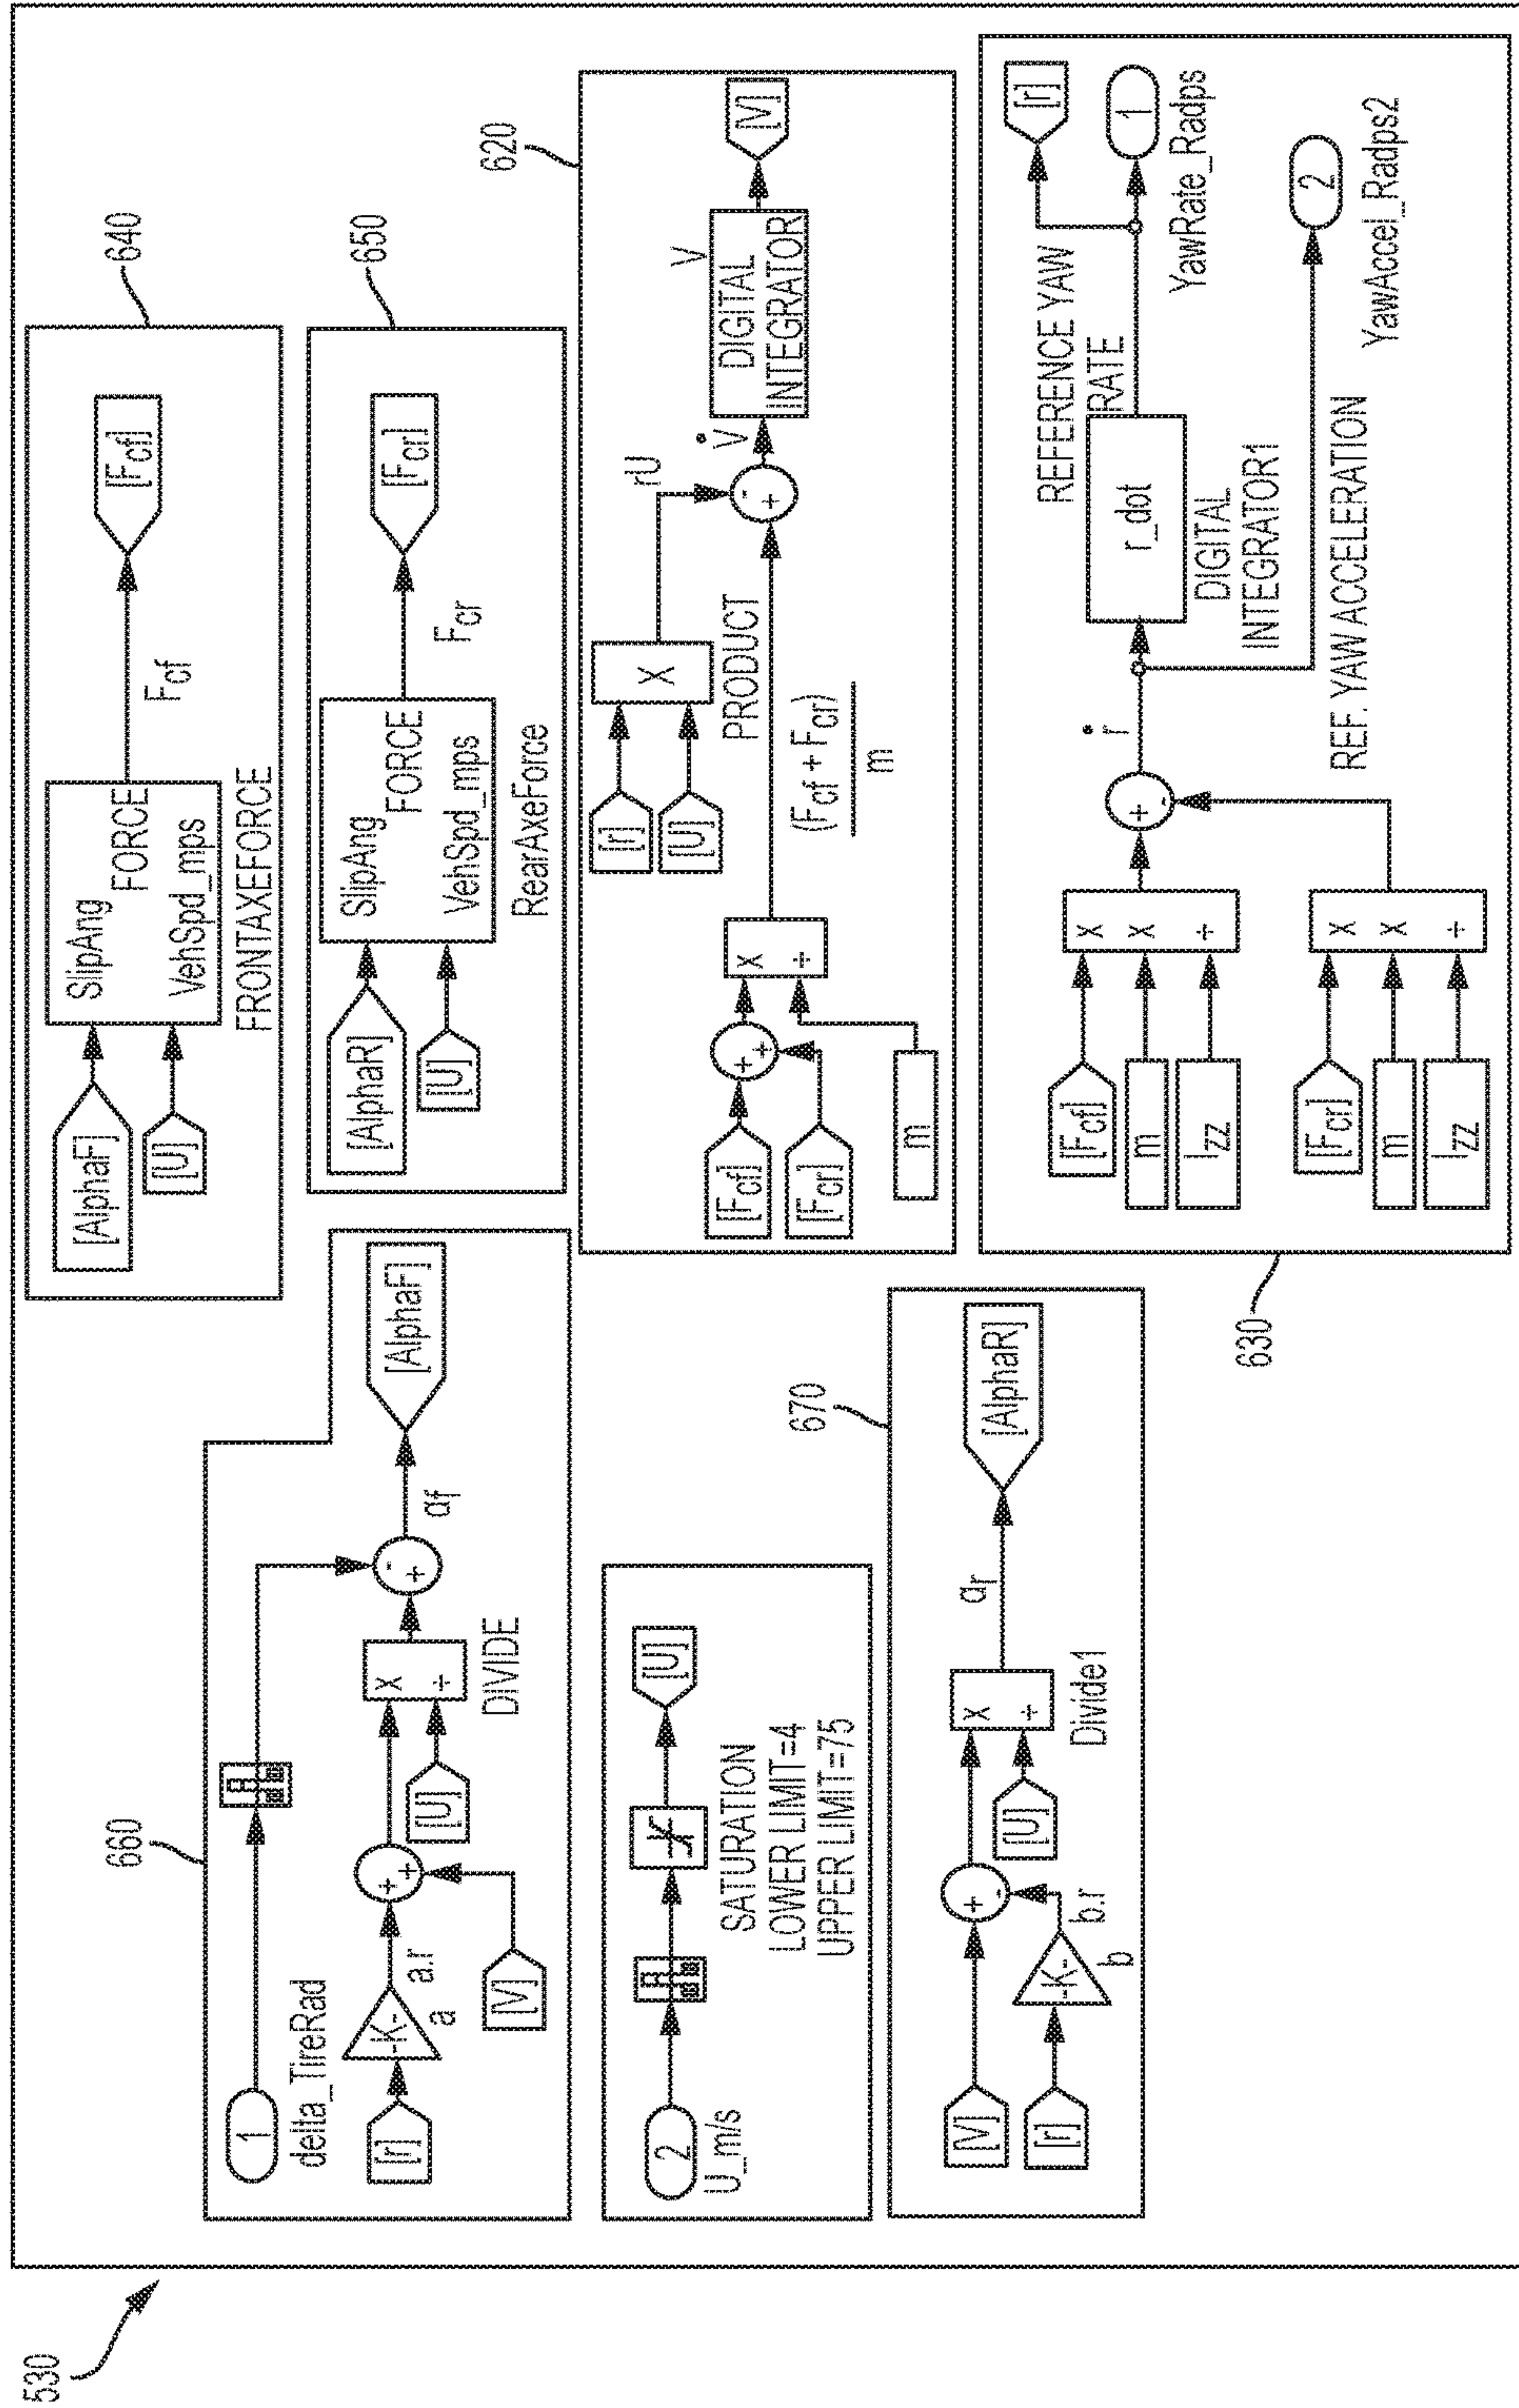 530
660
1
delta_TireRad
[r]
-K-
a
a.r
[V]
+
+
[U]
X
÷
DIVIDE
-
+
αf
[AlphaF]
640
[AlphaF]
[U]
SlipAng
FORCE
VehSpd_mps
FRONTAXEFORCE
Fcf
[Fcf]
650
[AlphaR]
[U]
SlipAng
FORCE
VehSpd_mps
RearAxeForce
Fcr
[Fcr]
2
U_m/s
SATURATION
LOWER LIMIT=4
UPPER LIMIT=75
[U]
620
[Fcf]
[Fcr]
m
+
+
X
÷
(Fcf + Fcr)
m
[r]
[U]
X
PRODUCT
rU
-
+
V̇
DIGITAL
INTEGRATOR
V
[V]
670
[V]
[r]
-K-
b
b.r
+
-
[U]
X
÷
Divide1
αr
[AlphaR]
630
[Fcf]
m
Izz
X
X
÷
[Fcr]
m
Izz
X
X
÷
+
-
ṙ
r_dot
DIGITAL
INTEGRATOR1
REFERENCE YAW
RATE
[r]
1
YawRate_Radps
REF. YAW ACCELERATION
2
YawAccel_Radps2